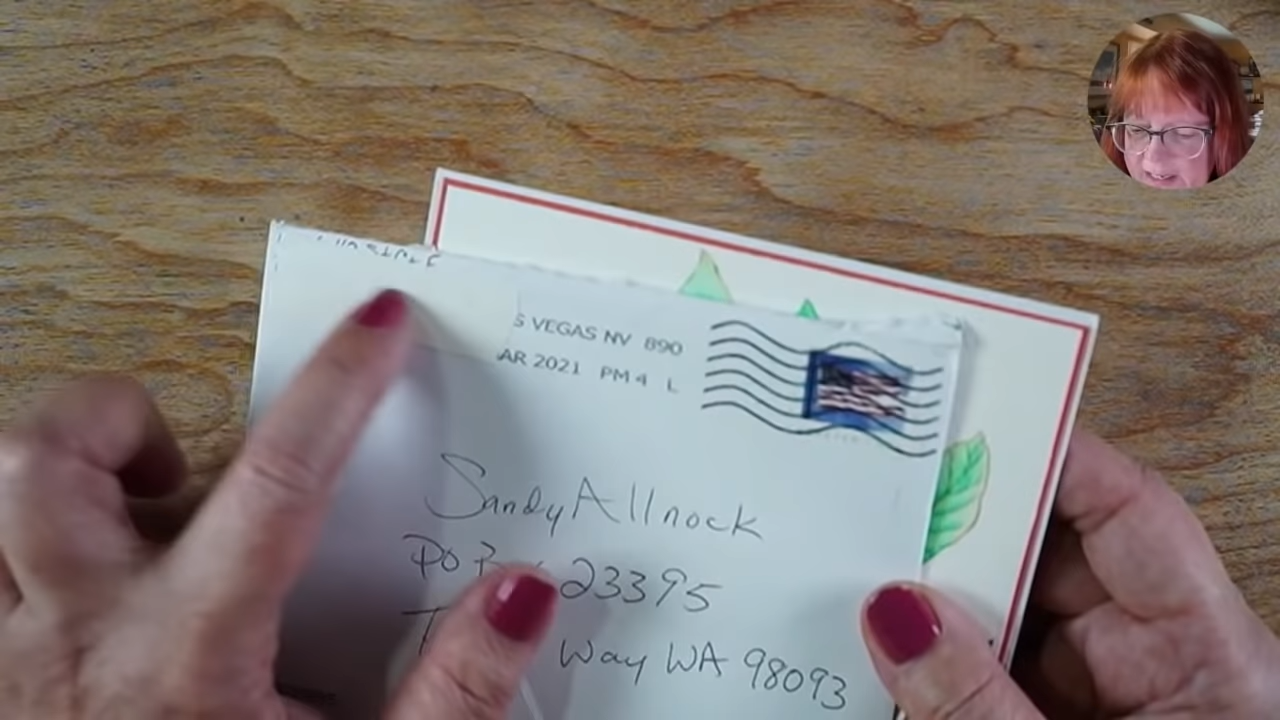 S VEGAS NV 890
AR 2021 PM 4 L
Sandy Allnock
PO 23395
Way WA 98093